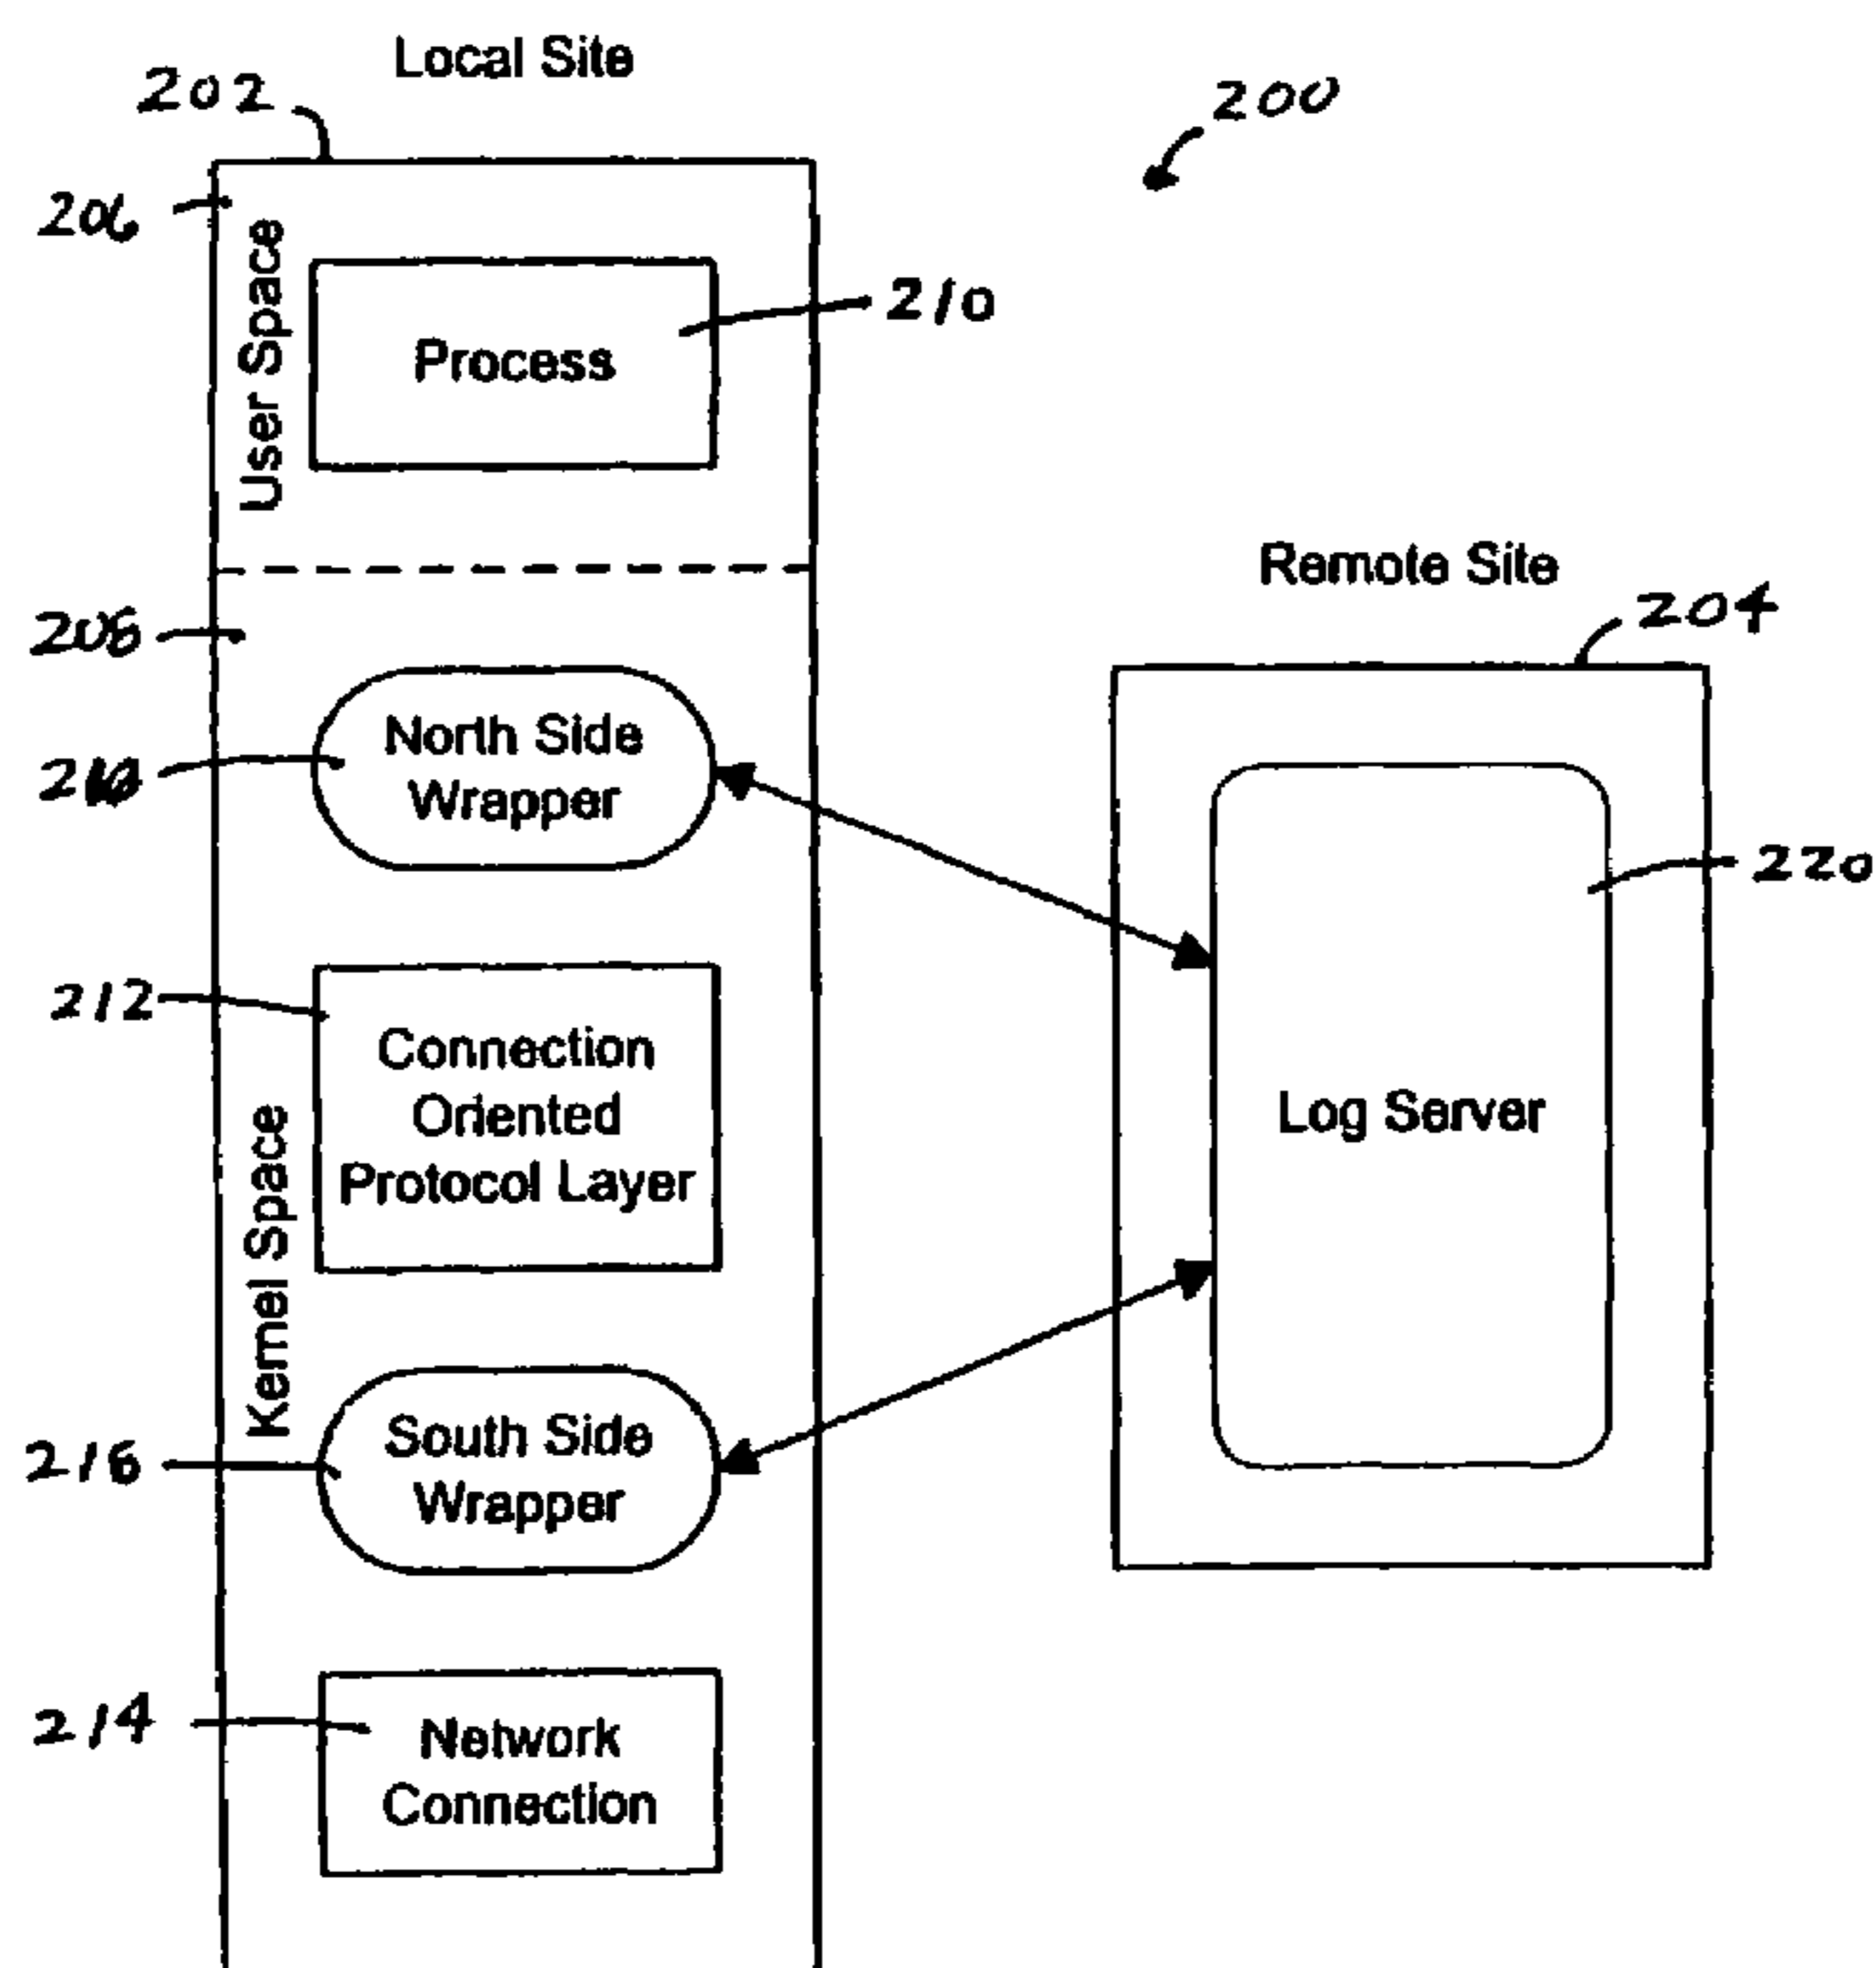 Local Site
202
200
206
User Space
Process
210
Remote Site
204
North Side
Wrapper
220
212
Connection
Oriented
Protocol Layer
Log Server
Kernel Space
216
South Side
Wrapper
214
Network
Connection